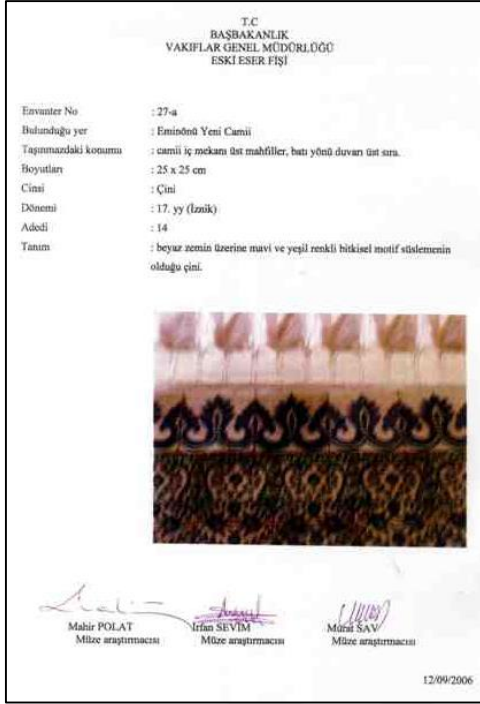 T.C
BAŞBAKANLIK
VAKIFLAR GENEL MÜDÜRLÜĞÜ
ESKİ ESER FİŞİ
Envanter No : 27-a
Bulunduğu yer : Eminönü Yeni Camii
Taşınmazdaki konumu : camii iç mekanı üst mahfiller, batı yönü duvarı üst sıra.
Boyutları : 25 x 25 cm
Cinsi : Çini
Dönemi : 17. yy (İznik)
Adedi : 14
Tanım : beyaz zemin üzerine mavi ve yeşil renkli bitkisel motif süslemenin
olduğu çini.
Mahir POLAT İrfan SEVİM Murat SAV
Müze araştırmacısı Müze araştırmacısı Müze araştırmacısı
12/09/2006